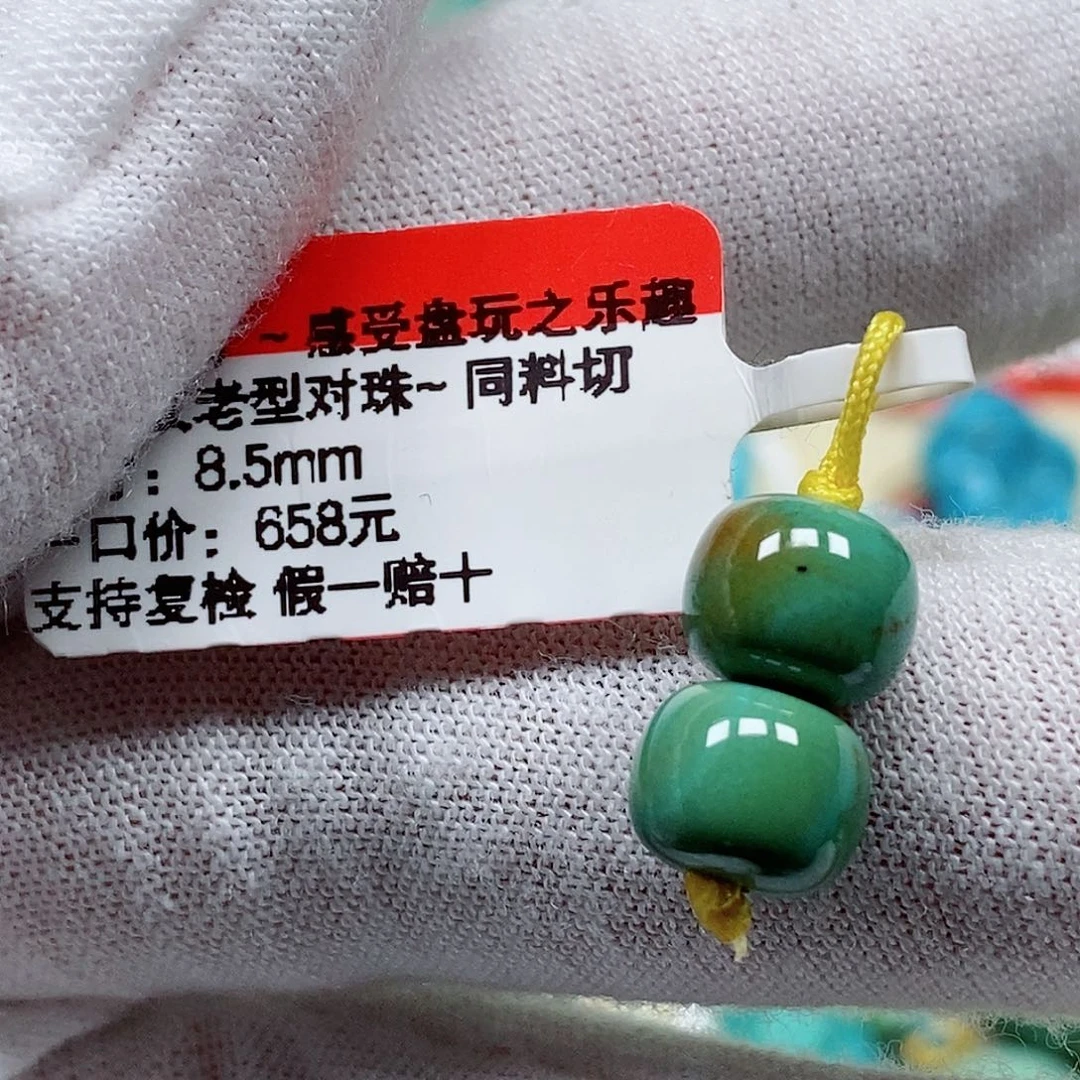 ~感受盘玩之乐趣
老型对珠~ 同料切
: 8.5mm
口价: 658元
支持复检 假一赔十